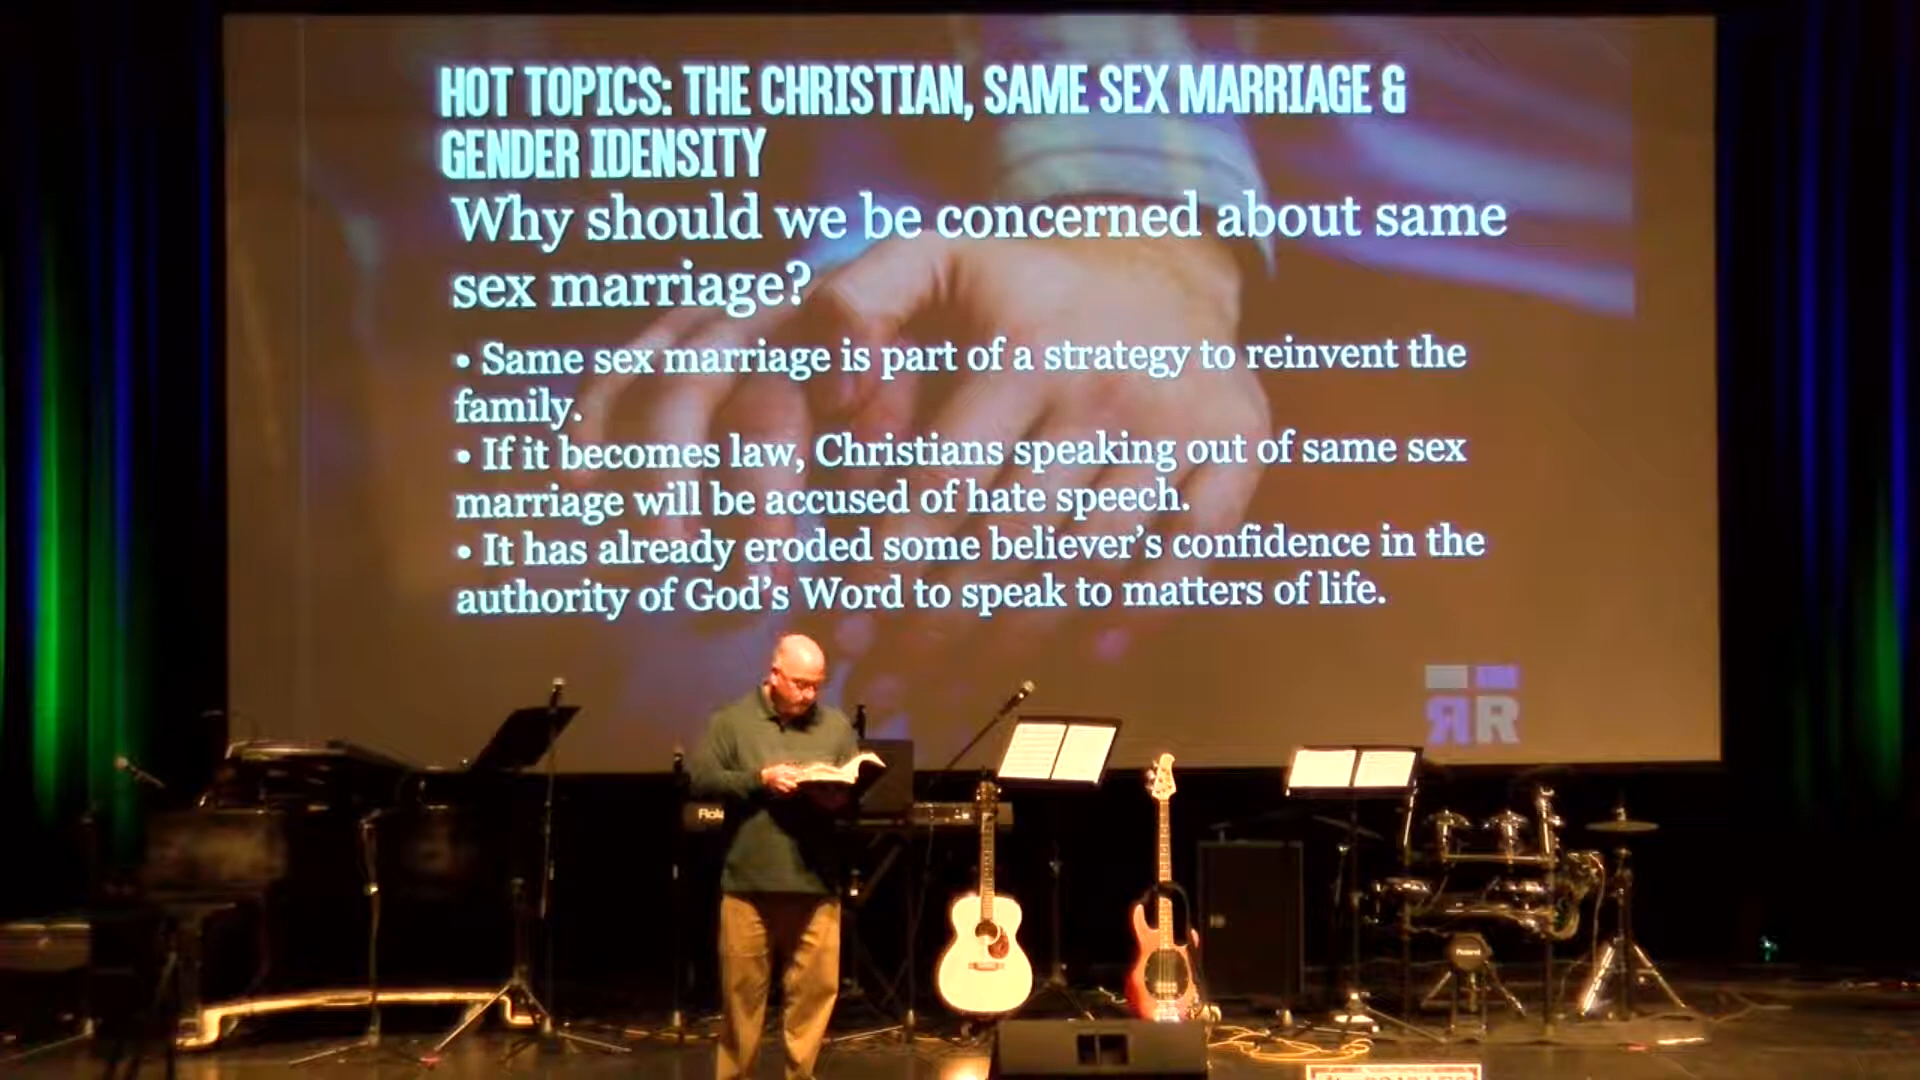 HOT TOPICS: THE CHRISTIAN, SAME SEX MARRIAGE &
GENDER IDENSITY
Why should we be concerned about same
sex marriage?
• Same sex marriage is part of a strategy to reinvent the
family.
• If it becomes law, Christians speaking out of same sex
marriage will be accused of hate speech.
• It has already eroded some believer's confidence in the
authority of God's Word to speak to matters of life.
RR
Roland